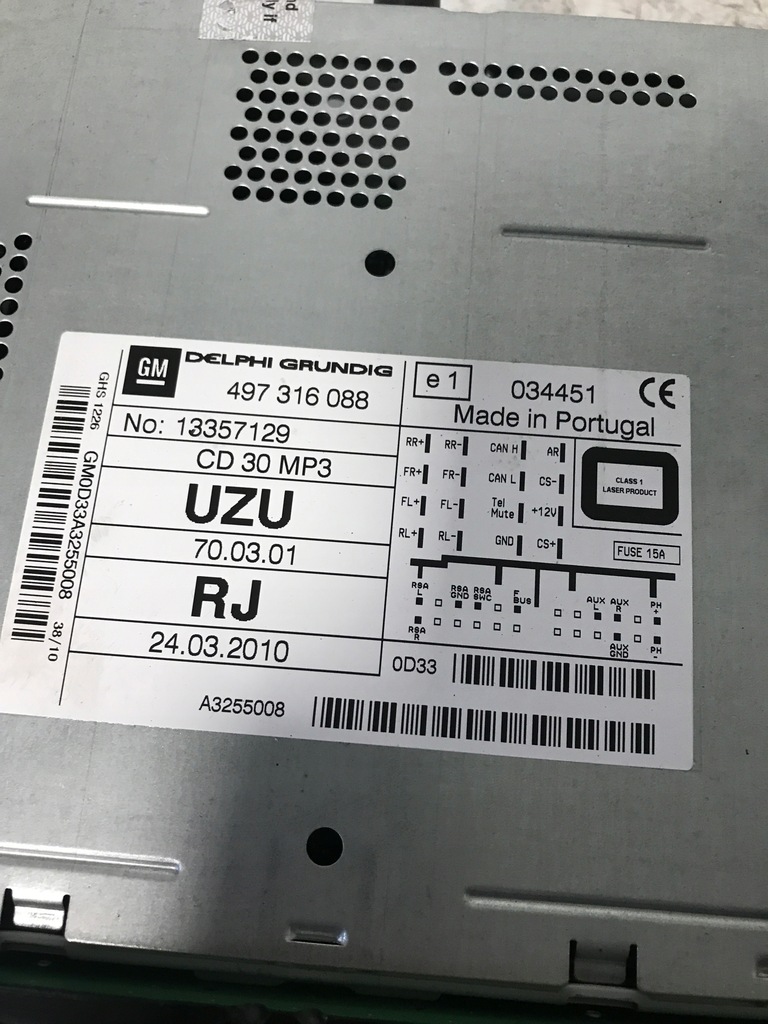 nd
ly if
GM DELPHI GRUNDIG
497 316 088
No: 13357129
CD 30 MP3
UZU
70.03.01
RJ
24.03.2010
e 1 034451 CE
Made in Portugal
RR+ RR- CAN H AR
FR+ FR- CAN L CS-
FL+ FL- Tel Mute +12V
RL+ RL- GND CS+
CLASS 1
LASER PRODUCT
FUSE 15A
RSA L RSA GND RSA SWC F BUS AUX L AUX R PH +
RSA R AUX GND PH -
0D33
A3255008
GHS 1226
GM0D33A3255008
38/10